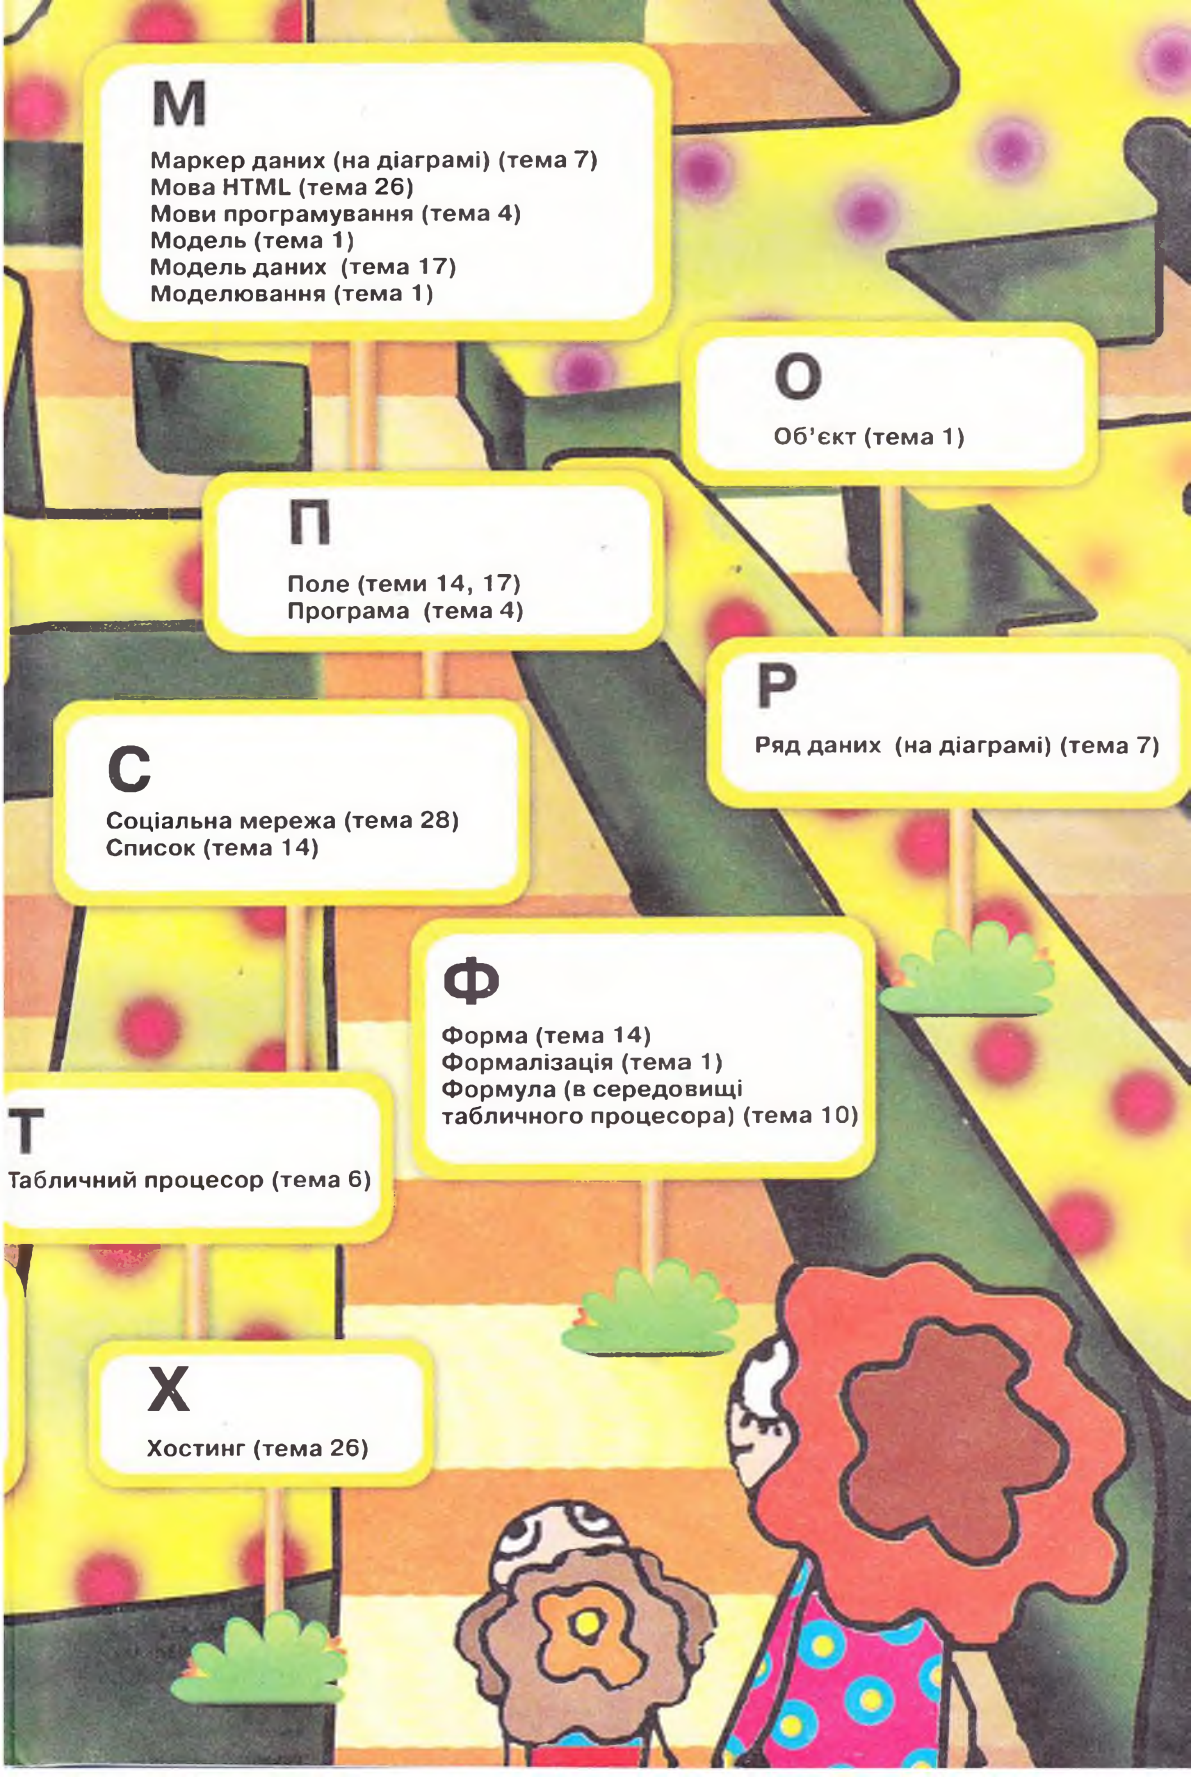 М
Маркер даних (на діаграмі) (тема 7)
Мова HTML (тема 26)
Мови програмування (тема 4)
Модель (тема 1)
Модель даних (тема 17)
Моделювання (тема 1)
О
Об’єкт (тема 1)
П
Поле (теми 14, 17)
Програма (тема 4)
Р
Ряд даних (на діаграмі) (тема 7)
С
Соціальна мережа (тема 28)
Список (тема 14)
Ф
Форма (тема 14)
Формалізація (тема 1)
Формула (в середовищі
табличного процесора) (тема 10)
Т
Табличний процесор (тема 6)
Х
Хостинг (тема 26)